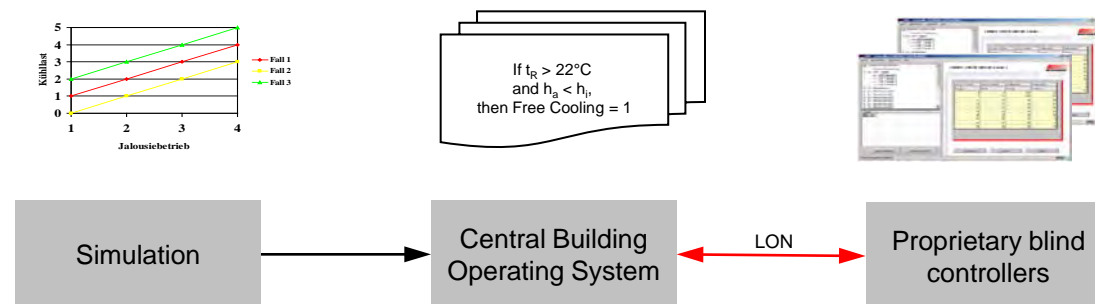 5
4
3
2
1
0
Kühllast
1 2 3 4
Jalousiebetrieb
Fall 1
Fall 2
Fall 3
If tR > 22°C
and ha < hi,
then Free Cooling = 1
Simulation
Central Building
Operating System
LON
Proprietary blind
controllers